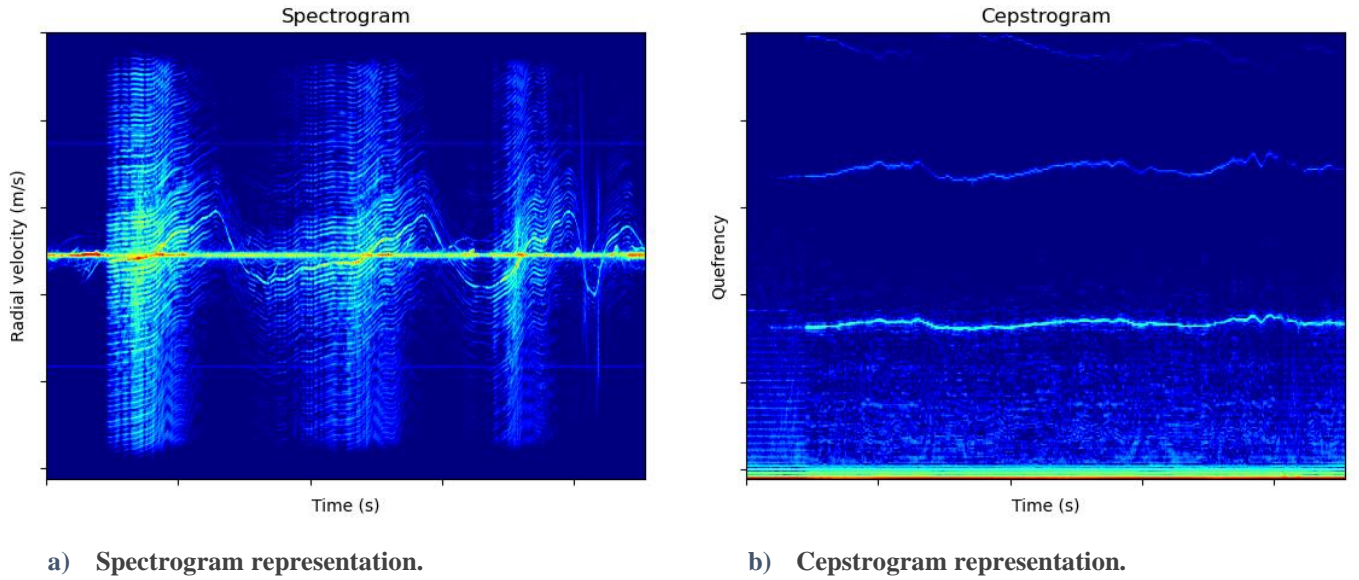 Spectrogram
Radial velocity (m/s)
Time (s)
a) Spectrogram representation.
Cepstrogram
Quefrency
Time (s)
b) Cepstrogram representation.